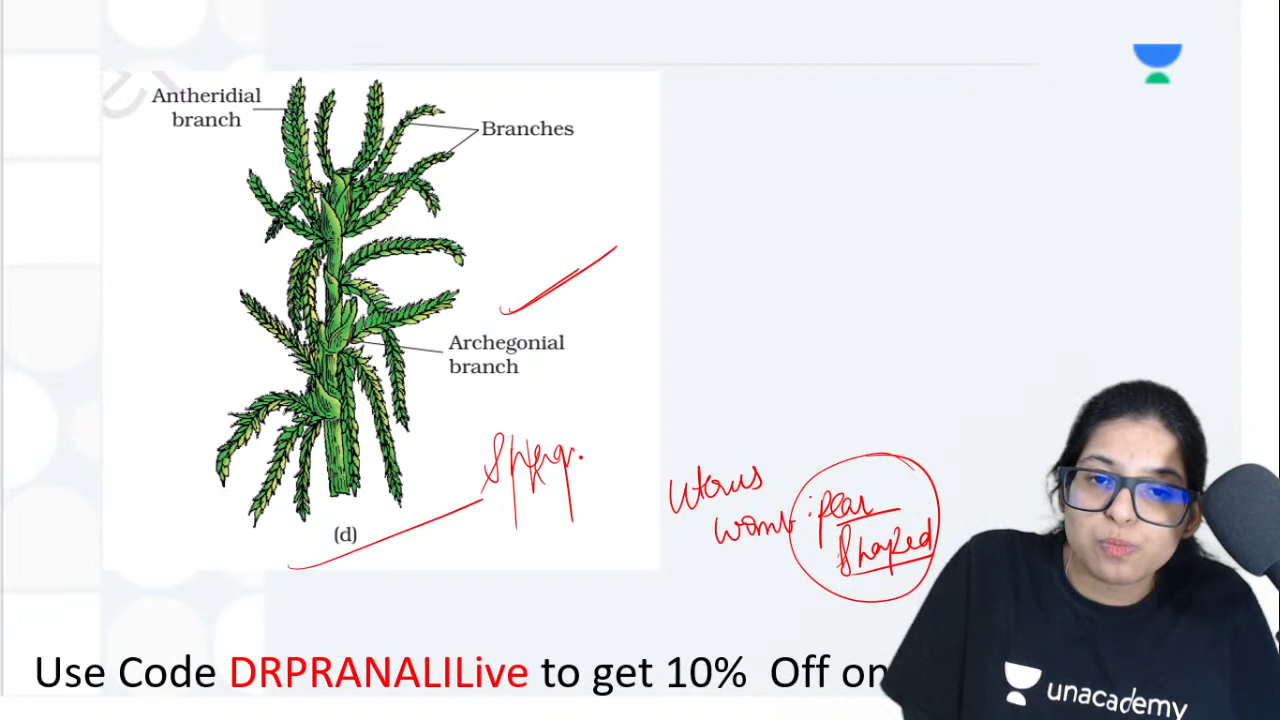 Antheridial
branch
Branches
Archegonial
branch
(d)
Uterus
womb : pear
shaped
Use Code DRPRANALILive to get 10% Off on
unacademy